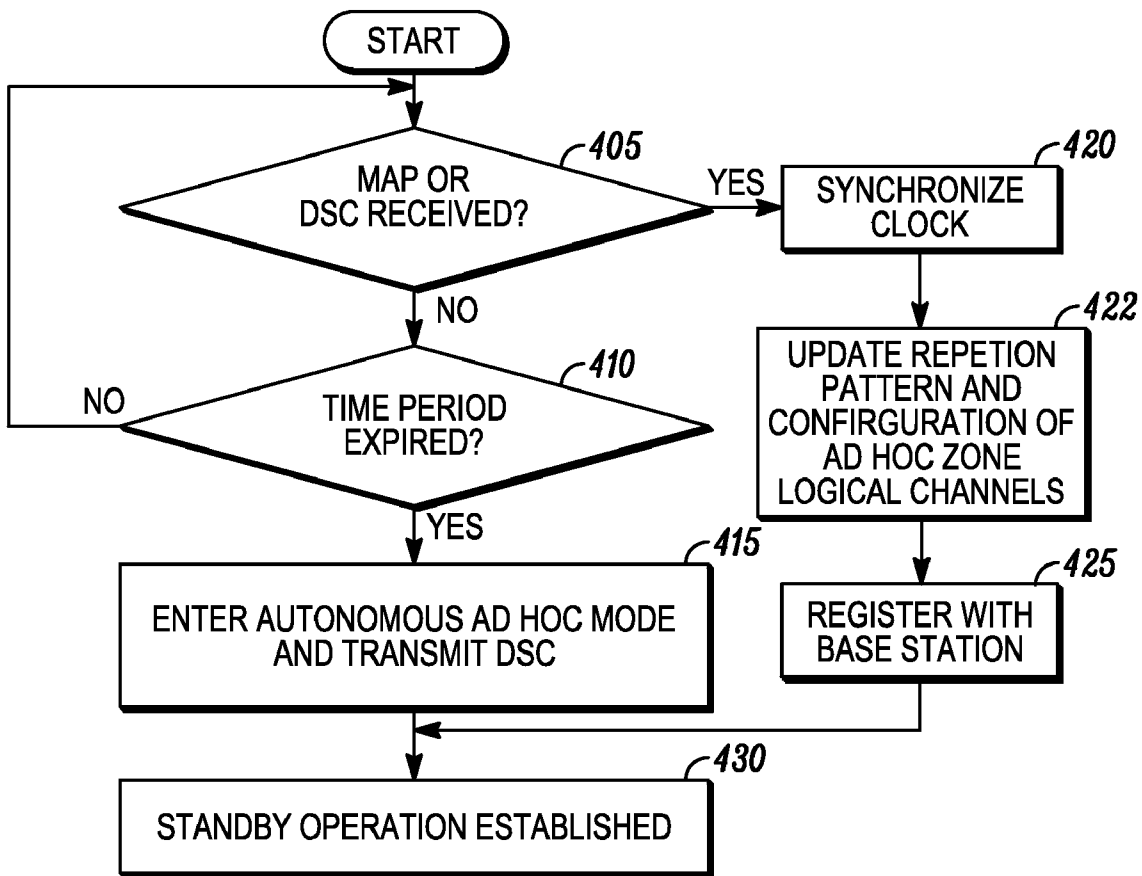 START
405
MAP OR
DSC RECEIVED?
YES
420
SYNCHRONIZE
CLOCK
NO
422
UPDATE REPETION
PATTERN AND
CONFIRGURATION OF
AD HOC ZONE
LOGICAL CHANNELS
410
NO
TIME PERIOD
EXPIRED?
YES
415
ENTER AUTONOMOUS AD HOC MODE
AND TRANSMIT DSC
425
REGISTER WITH
BASE STATION
430
STANDBY OPERATION ESTABLISHED